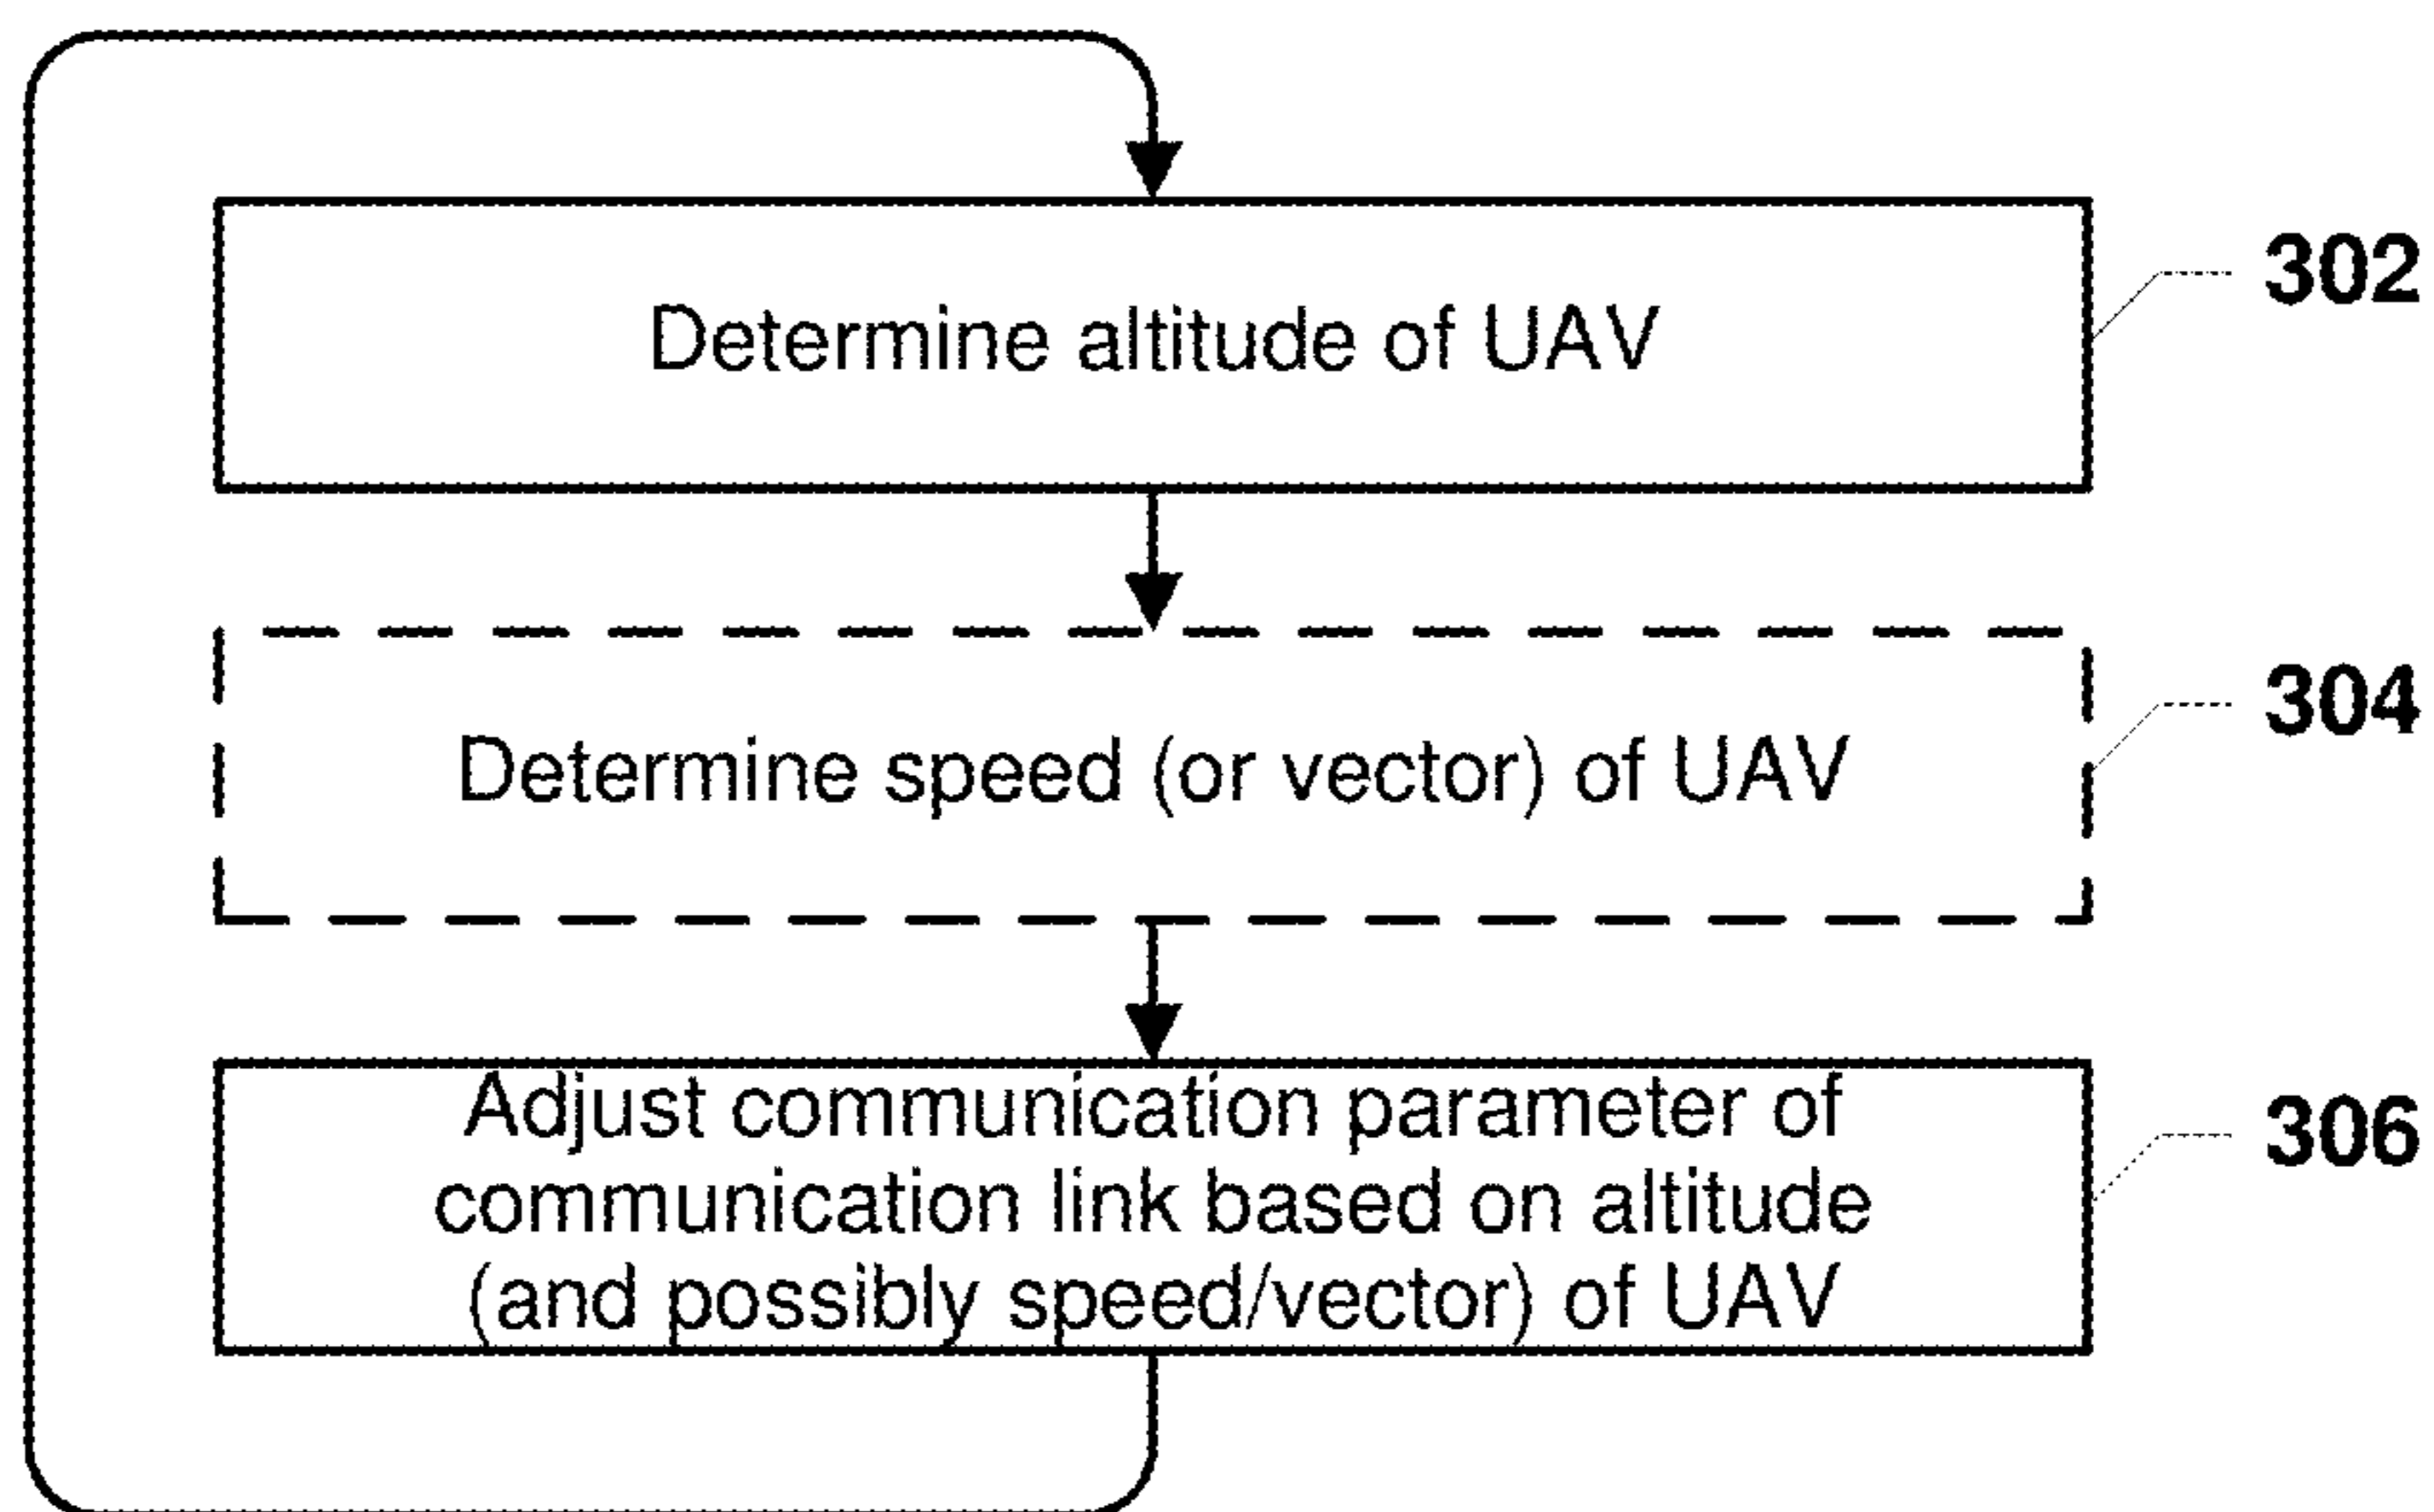 Determine altitude of UAV
302
Determine speed (or vector) of UAV
304
Adjust communication parameter of
communication link based on altitude
(and possibly speed/vector) of UAV
306